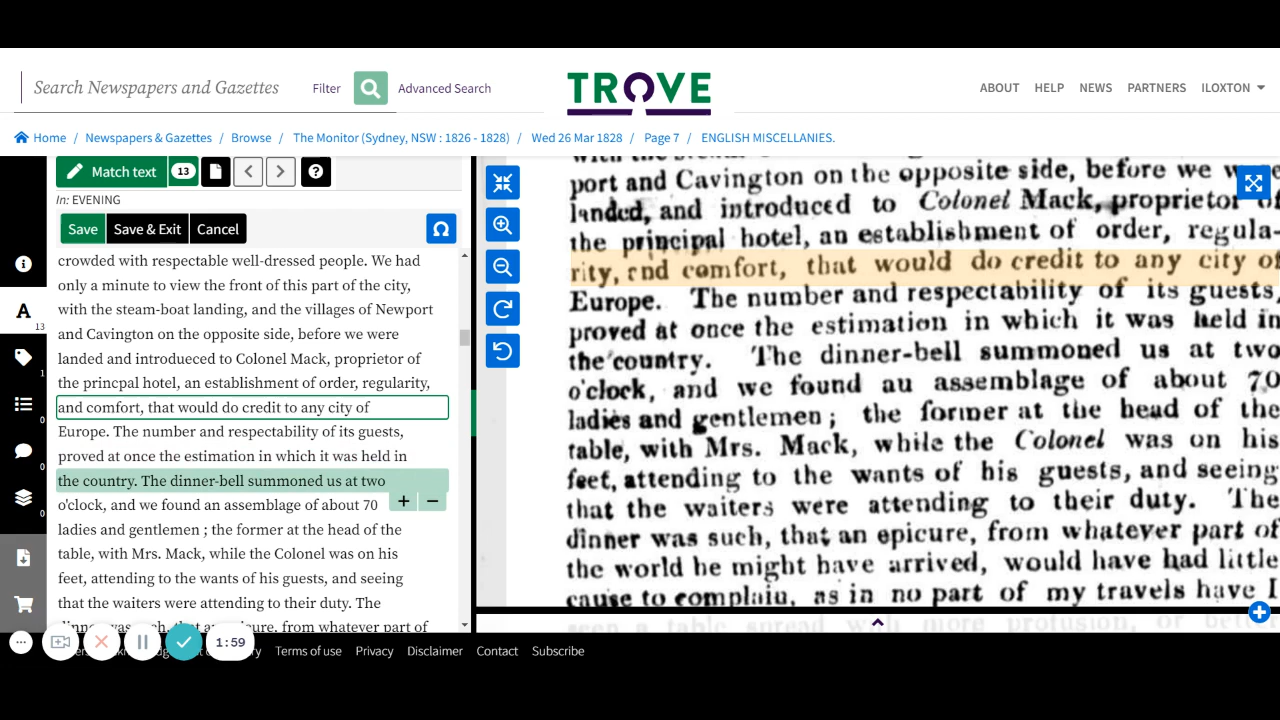 Search Newspapers and Gazettes
Filter
Advanced Search
TROVE
ABOUT HELP NEWS PARTNERS ILOXTON
Home / Newspapers & Gazettes / Browse / The Monitor (Sydney, NSW : 1826 - 1828) / Wed 26 Mar 1828 / Page 7 / ENGLISH MISCELLANIES.
Match text 13
In: EVENING
Save Save & Exit Cancel Ω
crowded with respectable well-dressed people. We had
only a minute to view the front of this part of the city,
with the steam-boat landing, and the villages of Newport
and Cavington on the opposite side, before we were
landed and introdueced to Colonel Mack, proprietor of
the princpal hotel, an establishment of order, regularity,
and comfort, that would do credit to any city of
Europe. The number and respectability of its guests,
proved at once the estimation in which it was held in
the country. The dinner-bell summoned us at two
o'clock, and we found an assemblage of about 70
ladies and gentlemen ; the former at the head of the
table, with Mrs. Mack, while the Colonel was on his
feet, attending to the wants of his guests, and seeing
that the waiters were attending to their duty. The
from whatever part of
A
13
1
0
0
0
port and Cavington on the opposite side, before we
landed, and introduced to Colonel Mack, proprietor of
the principal hotel, an establishment of order, regula-
rity, and comfort, that would do credit to any city of
Europe. The number and respectability of its guests,
proved at once the estimation in which it was held in
the country. The dinner-bell summoned us at two
o'clock, and we found au assemblage of about 70
ladies and gentlemen ; the former at the head of the
table, with Mrs. Mack, while the Colonel was on his
feet, attending to the wants of his guests, and seeing
that the waiters were attending to their duty. The
dinner was such, that an epicure, from whatever part of
the world he might have arrived, would have had little
cause to complain, as in no part of my travels have I
1:59
Terms of use Privacy Disclaimer Contact Subscribe